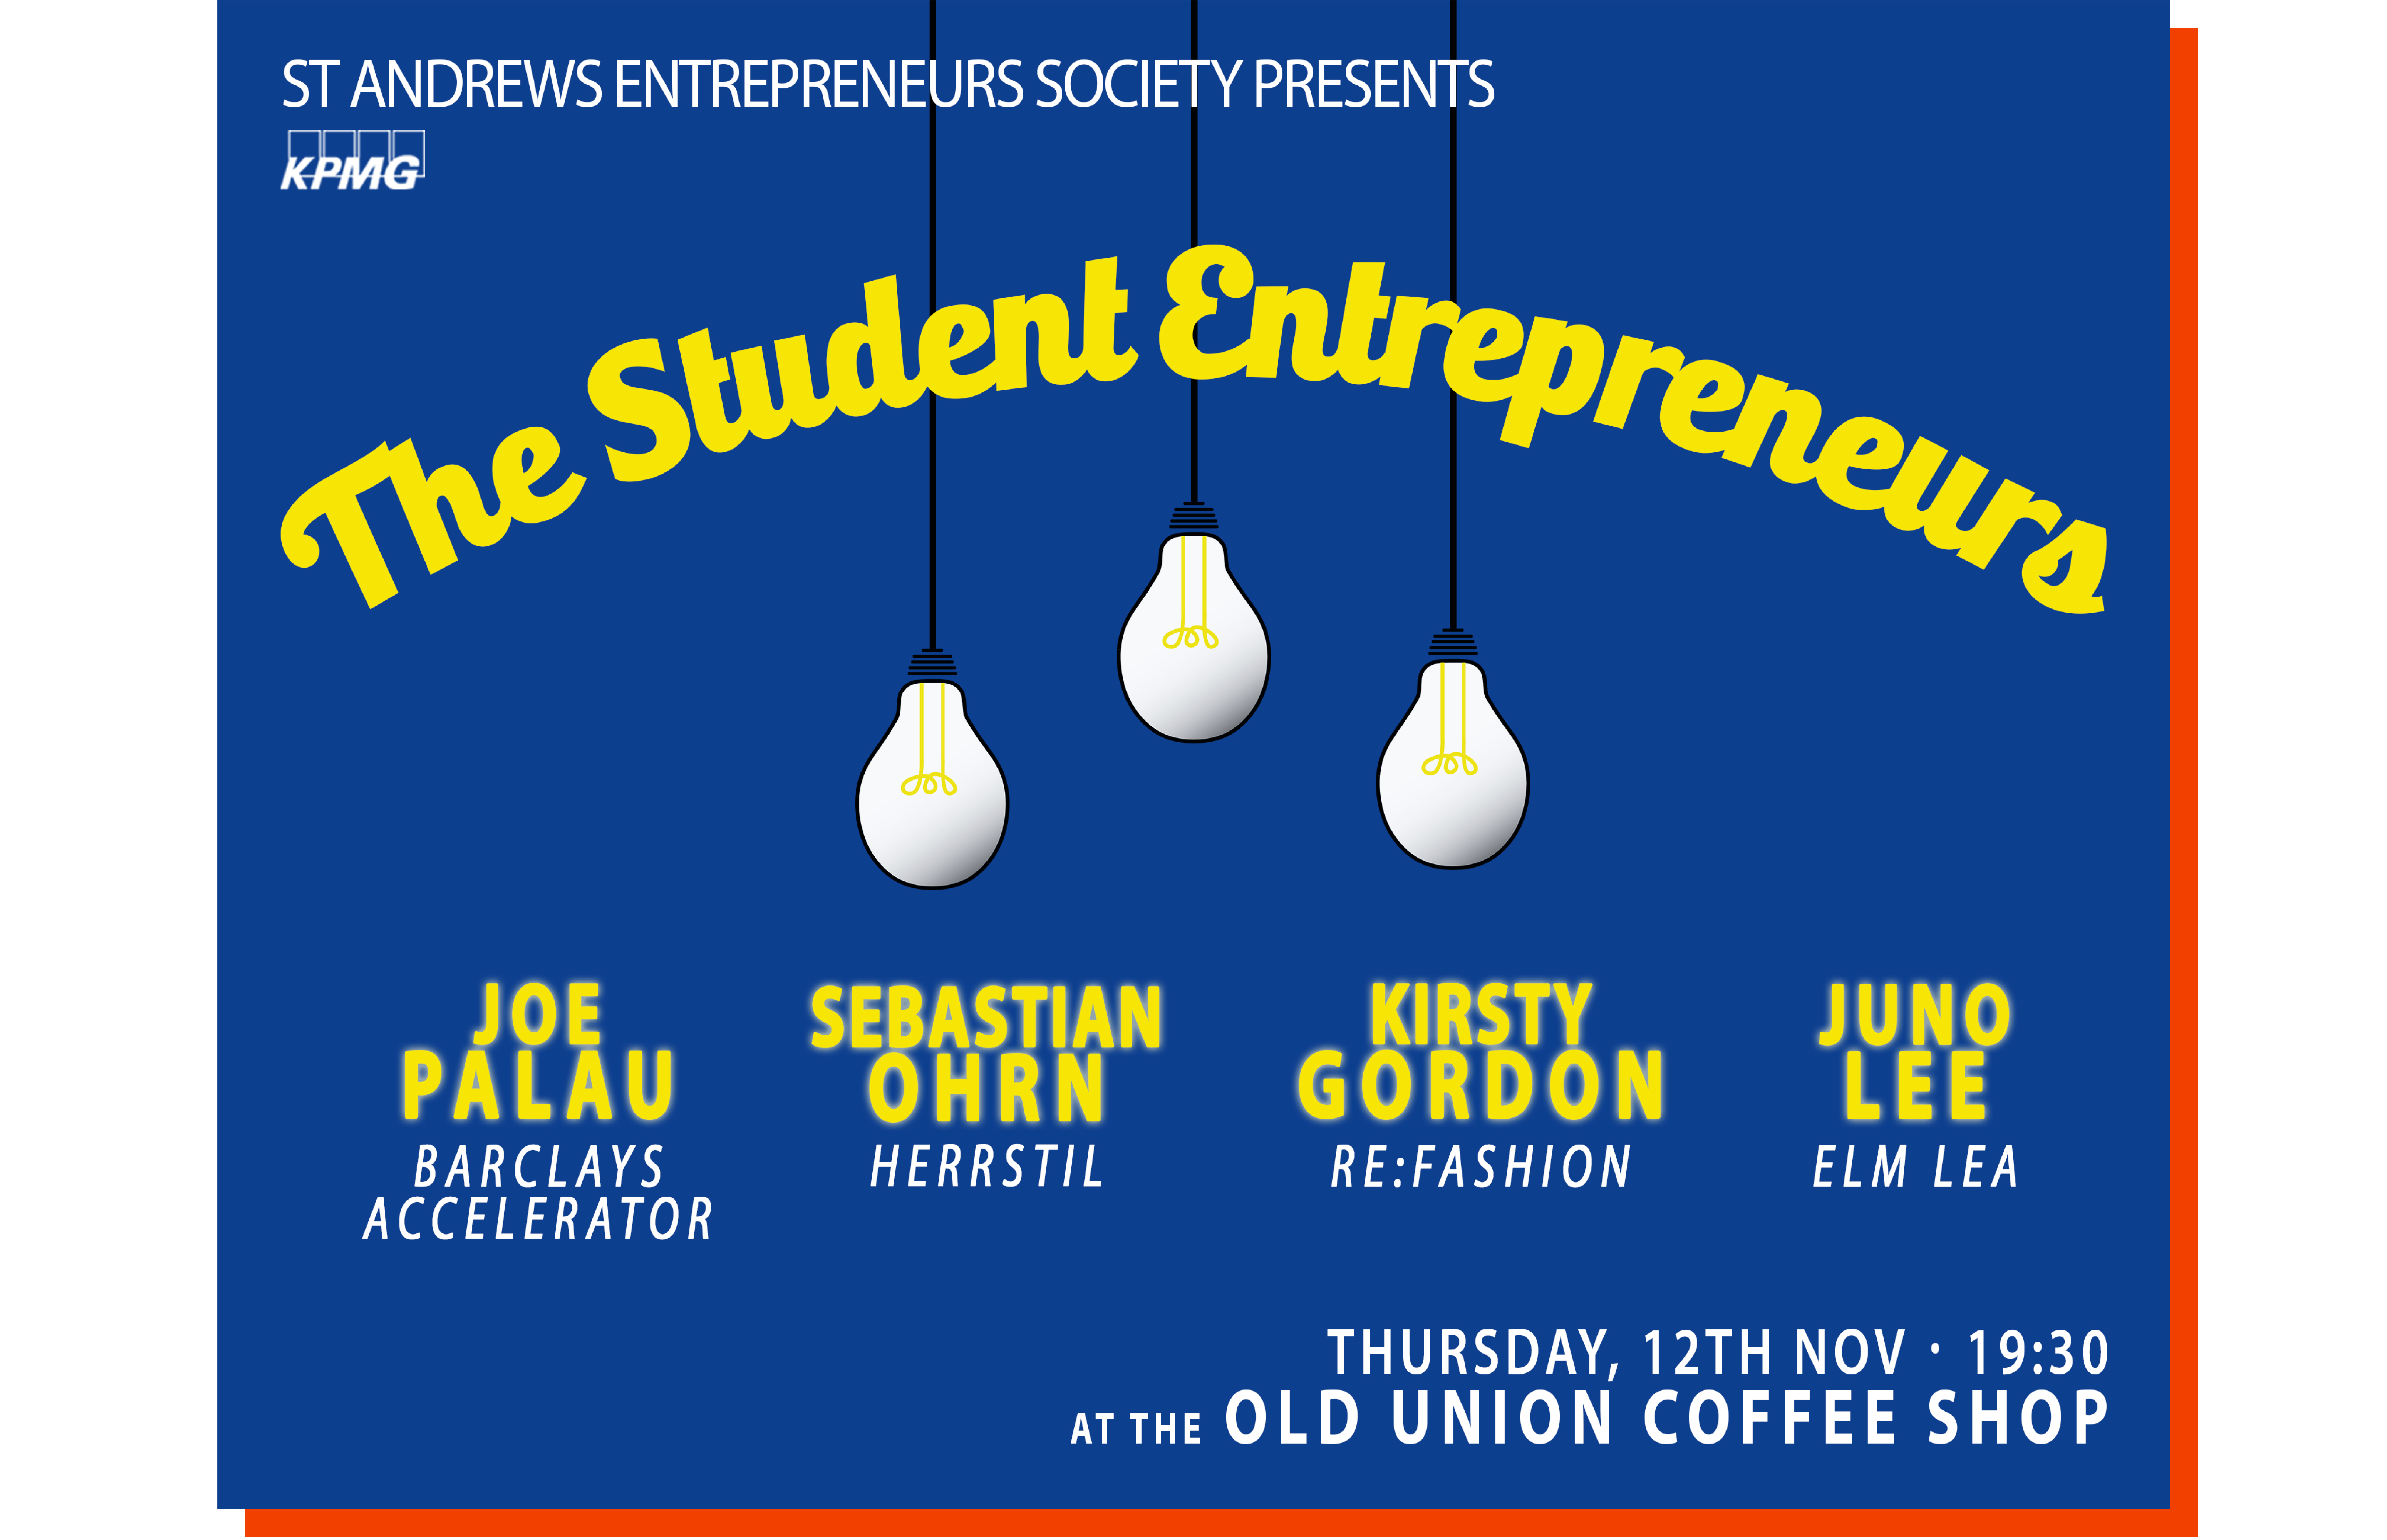 ST ANDREWS ENTREPRENEURS SOCIETY PRESENTS
KPMG
The Student Entrepreneurs
JOE
PALAU
BARCLAYS
ACCELERATOR
SEBASTIAN
OHRN
HERRSTIL
KIRSTY
GORDON
RE:FASHION
JUNO
LEE
ELM LEA
THURSDAY, 12TH NOV · 19:30
AT THE OLD UNION COFFEE SHOP